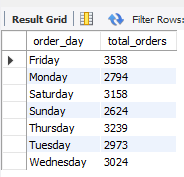 Result Grid Filter Rows:
order_day total_orders
Friday 3538
Monday 2794
Saturday 3158
Sunday 2624
Thursday 3239
Tuesday 2973
Wednesday 3024